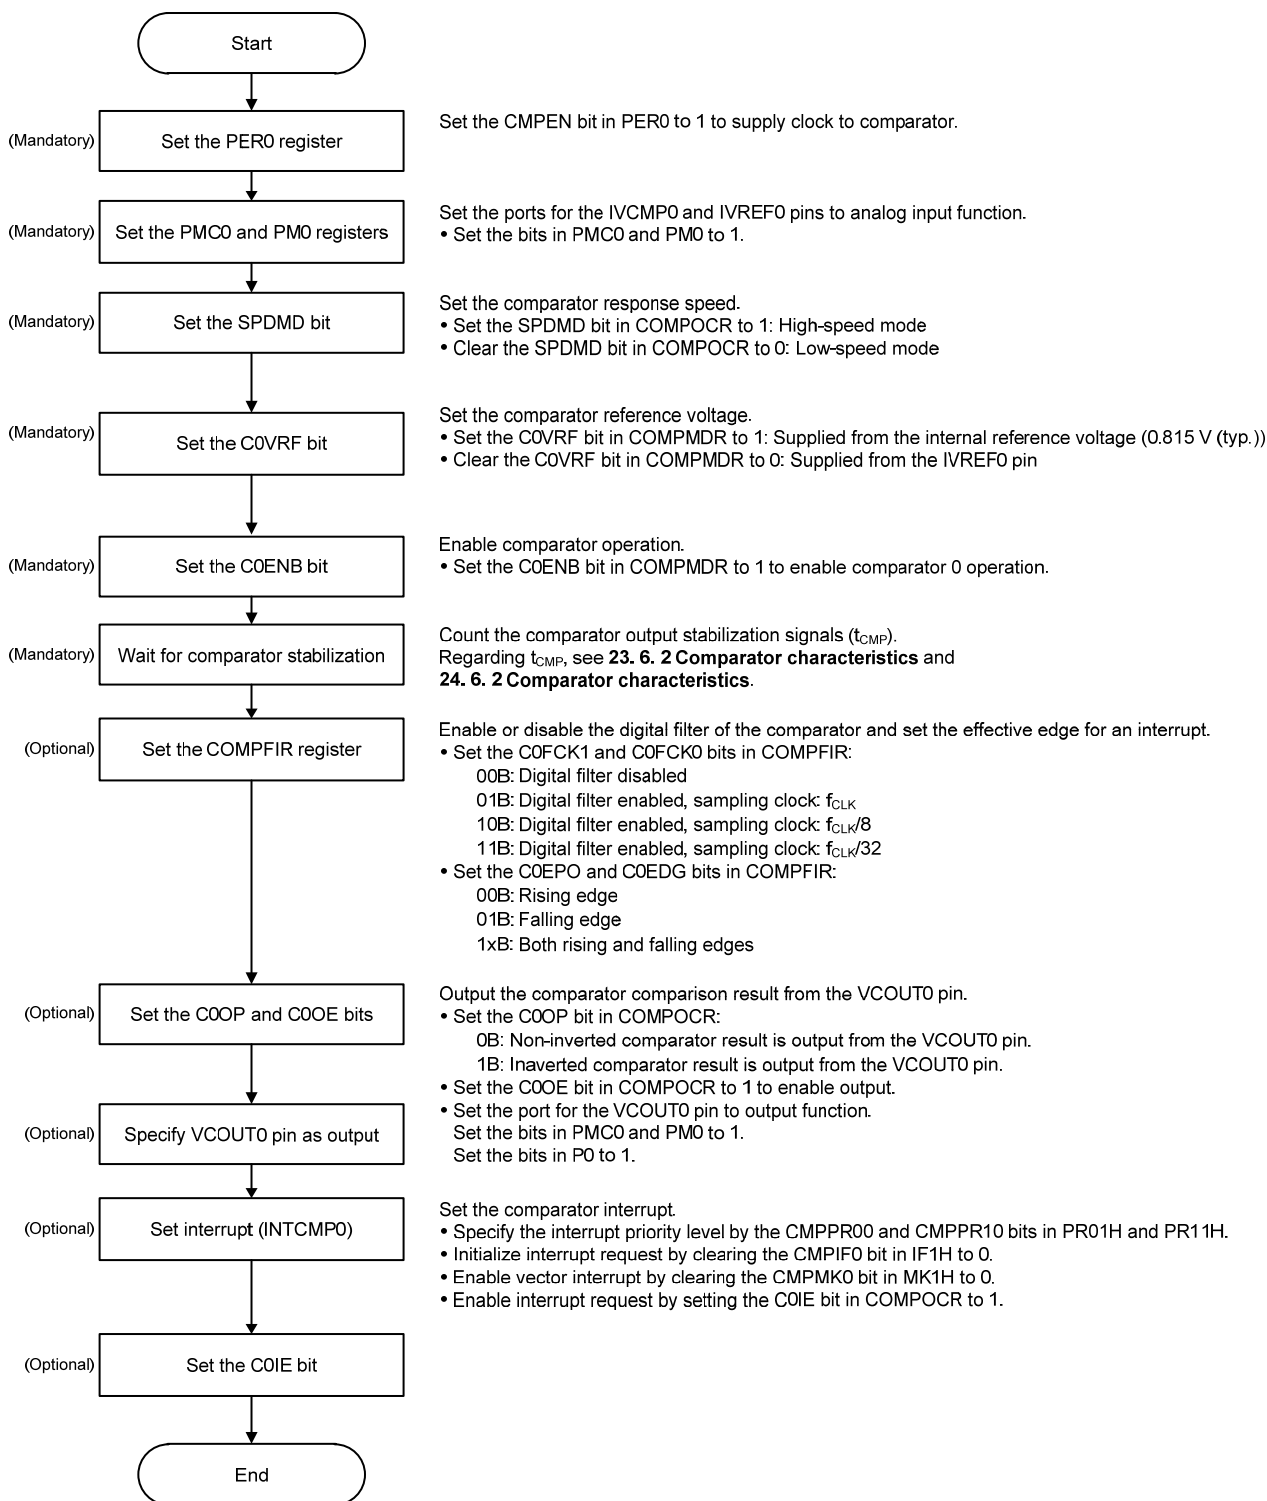 Start
(Mandatory)
Set the PER0 register
Set the CMPEN bit in PER0 to 1 to supply clock to comparator.
(Mandatory)
Set the PMC0 and PM0 registers
Set the ports for the IVCMP0 and IVREF0 pins to analog input function.
• Set the bits in PMC0 and PM0 to 1.
(Mandatory)
Set the SPDMD bit
Set the comparator response speed.
• Set the SPDMD bit in COMPOCR to 1: High-speed mode
• Clear the SPDMD bit in COMPOCR to 0: Low-speed mode
(Mandatory)
Set the C0VRF bit
Set the comparator reference voltage.
• Set the C0VRF bit in COMPMDR to 1: Supplied from the internal reference voltage (0.815 V (typ.))
• Clear the C0VRF bit in COMPMDR to 0: Supplied from the IVREF0 pin
(Mandatory)
Set the C0ENB bit
Enable comparator operation.
• Set the C0ENB bit in COMPMDR to 1 to enable comparator 0 operation.
(Mandatory)
Wait for comparator stabilization
Count the comparator output stabilization signals (tCMP).
Regarding tCMP, see 23. 6. 2 Comparator characteristics and
24. 6. 2 Comparator characteristics.
(Optional)
Set the COMPFIR register
Enable or disable the digital filter of the comparator and set the effective edge for an interrupt.
• Set the C0FCK1 and C0FCK0 bits in COMPFIR:
00B: Digital filter disabled
01B: Digital filter enabled, sampling clock: fCLK
10B: Digital filter enabled, sampling clock: fCLK/8
11B: Digital filter enabled, sampling clock: fCLK/32
• Set the C0EPO and C0EDG bits in COMPFIR:
00B: Rising edge
01B: Falling edge
1xB: Both rising and falling edges
(Optional)
Set the C0OP and C0OE bits
Output the comparator comparison result from the VCOUT0 pin.
• Set the C0OP bit in COMPOCR:
0B: Non-inverted comparator result is output from the VCOUT0 pin.
1B: Inaverted comparator result is output from the VCOUT0 pin.
• Set the C0OE bit in COMPOCR to 1 to enable output.
(Optional)
Specify VCOUT0 pin as output
• Set the port for the VCOUT0 pin to output function.
Set the bits in PMC0 and PM0 to 1.
Set the bits in P0 to 1.
(Optional)
Set interrupt (INTCMP0)
Set the comparator interrupt.
• Specify the interrupt priority level by the CMPPR00 and CMPPR10 bits in PR01H and PR11H.
• Initialize interrupt request by clearing the CMPIF0 bit in IF1H to 0.
• Enable vector interrupt by clearing the CMPMK0 bit in MK1H to 0.
• Enable interrupt request by setting the C0IE bit in COMPOCR to 1.
(Optional)
Set the C0IE bit
End